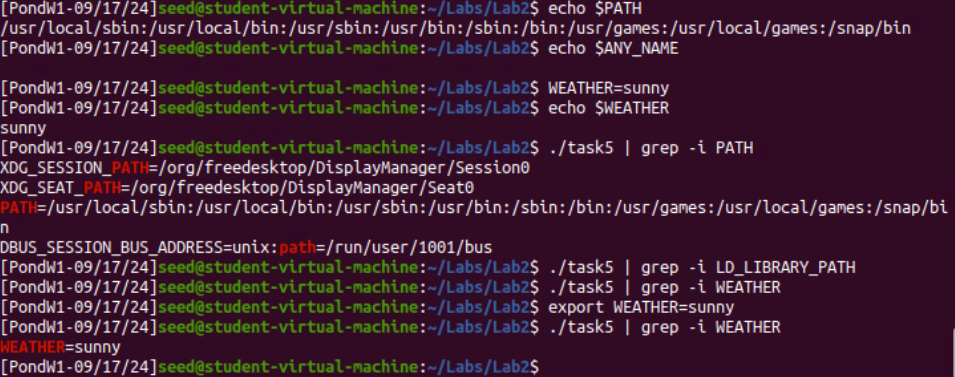 [PondW1-09/17/24]seed@student-virtual-machine:~/Labs/Lab2$ echo $PATH
/usr/local/sbin:/usr/local/bin:/usr/sbin:/usr/bin:/sbin:/bin:/usr/games:/usr/local/games:/snap/bin
[PondW1-09/17/24]seed@student-virtual-machine:~/Labs/Lab2$ echo $ANY_NAME

[PondW1-09/17/24]seed@student-virtual-machine:~/Labs/Lab2$ WEATHER=sunny
[PondW1-09/17/24]seed@student-virtual-machine:~/Labs/Lab2$ echo $WEATHER
sunny
[PondW1-09/17/24]seed@student-virtual-machine:~/Labs/Lab2$ ./task5 | grep -i PATH
XDG_SESSION_PATH=/org/freedesktop/DisplayManager/Session0
XDG_SEAT_PATH=/org/freedesktop/DisplayManager/Seat0
PATH=/usr/local/sbin:/usr/local/bin:/usr/sbin:/usr/bin:/sbin:/bin:/usr/games:/usr/local/games:/snap/bi
n
DBUS_SESSION_BUS_ADDRESS=unix:path=/run/user/1001/bus
[PondW1-09/17/24]seed@student-virtual-machine:~/Labs/Lab2$ ./task5 | grep -i LD_LIBRARY_PATH
[PondW1-09/17/24]seed@student-virtual-machine:~/Labs/Lab2$ ./task5 | grep -i WEATHER
[PondW1-09/17/24]seed@student-virtual-machine:~/Labs/Lab2$ export WEATHER=sunny
[PondW1-09/17/24]seed@student-virtual-machine:~/Labs/Lab2$ ./task5 | grep -i WEATHER
WEATHER=sunny
[PondW1-09/17/24]seed@student-virtual-machine:~/Labs/Lab2$